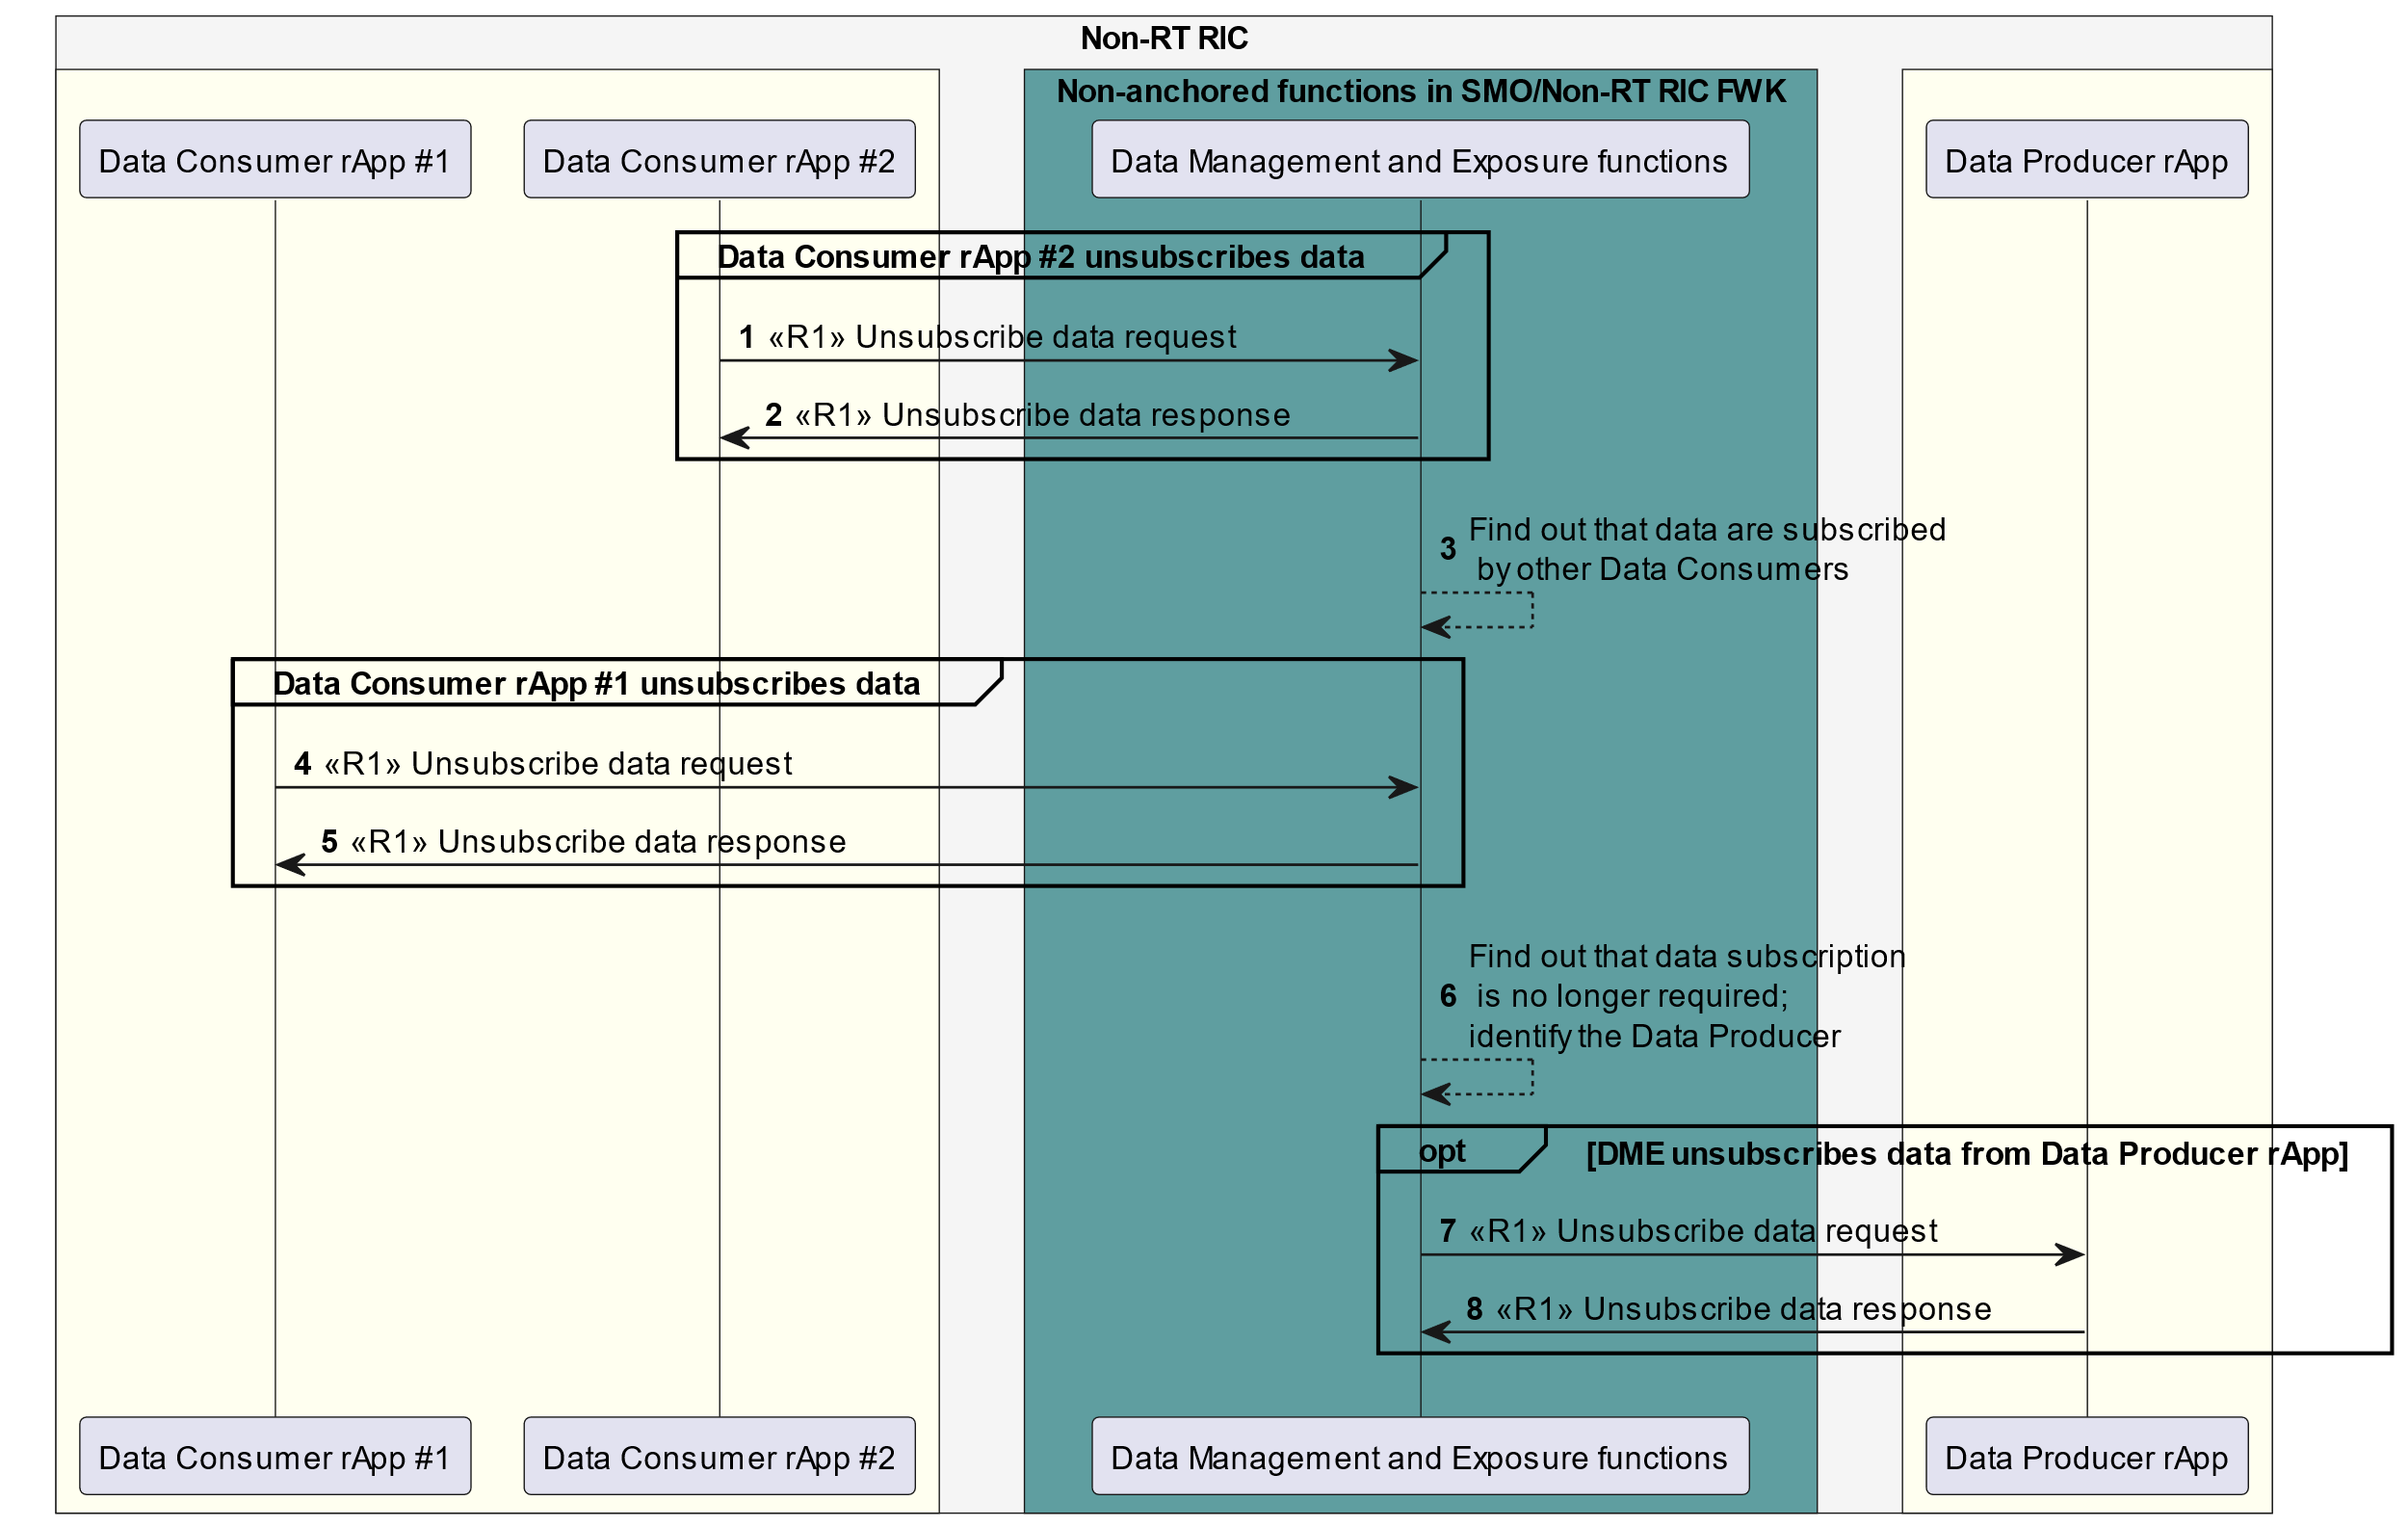 Non-RT RIC
Non-anchored functions in SMO/Non-RT RIC FWK
Data Consumer rApp #1
Data Consumer rApp #2
Data Management and Exposure functions
Data Producer rApp
Data Consumer rApp #2 unsubscribes data
1 «R1» Unsubscribe data request
2 «R1» Unsubscribe data response
3 Find out that data are subscribed
by other Data Consumers
Data Consumer rApp #1 unsubscribes data
4 «R1» Unsubscribe data request
5 «R1» Unsubscribe data response
Find out that data subscription
6 is no longer required;
identify the Data Producer
opt [DME unsubscribes data from Data Producer rApp]
7 «R1» Unsubscribe data request
8 «R1» Unsubscribe data response
Data Consumer rApp #1
Data Consumer rApp #2
Data Management and Exposure functions
Data Producer rApp